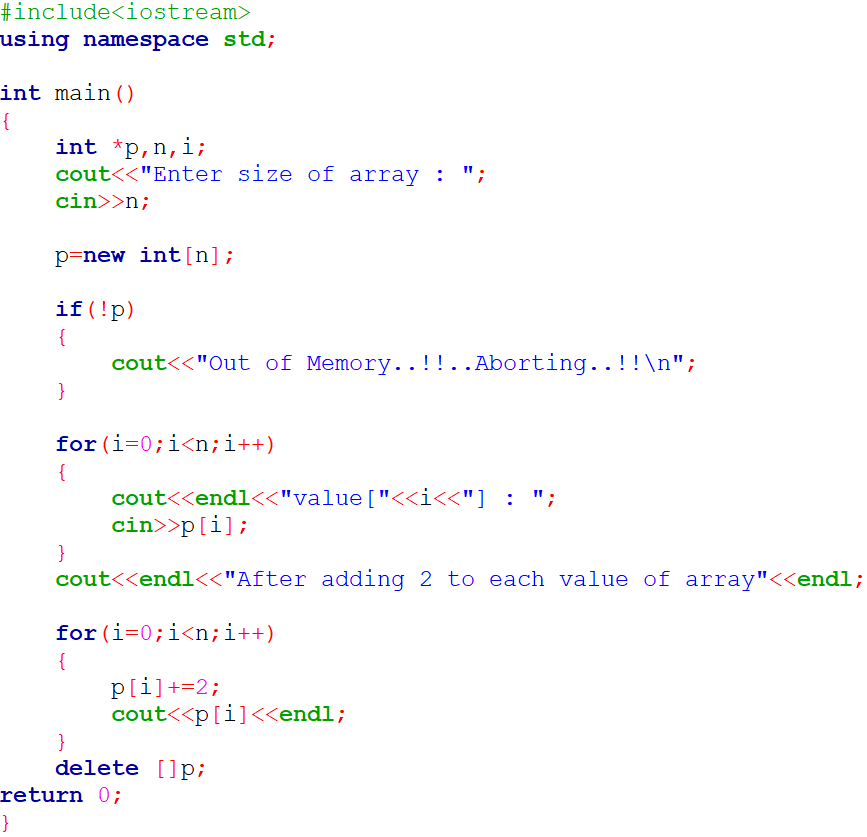 #include<iostream>
using namespace std;

int main()
{
    int *p,n,i;
    cout<<"Enter size of array : ";
    cin>>n;

    p=new int[n];

    if(!p)
    {
        cout<<"Out of Memory..!!..Aborting..!!\n";
    }

    for(i=0;i<n;i++)
    {
        cout<<endl<<"value["<<i<<"] : ";
        cin>>p[i];
    }
    cout<<endl<<"After adding 2 to each value of array"<<endl;

    for(i=0;i<n;i++)
    {
        p[i]+=2;
        cout<<p[i]<<endl;
    }
    delete []p;
return 0;
}